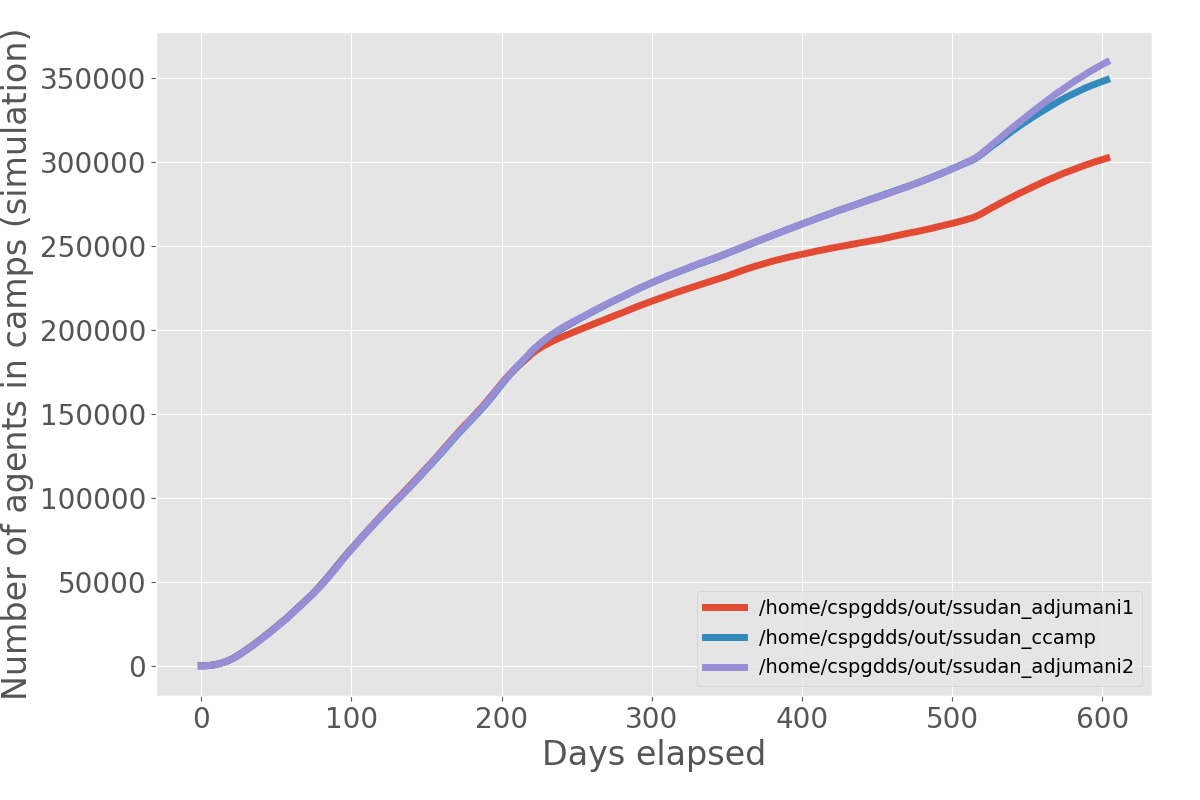 Number of agents in camps (simulation)
350000
300000
250000
200000
150000
100000
50000
0
0 100 200 300 400 500 600
Days elapsed
/home/cspgdds/out/ssudan_adjumani1
/home/cspgdds/out/ssudan_ccamp
/home/cspgdds/out/ssudan_adjumani2